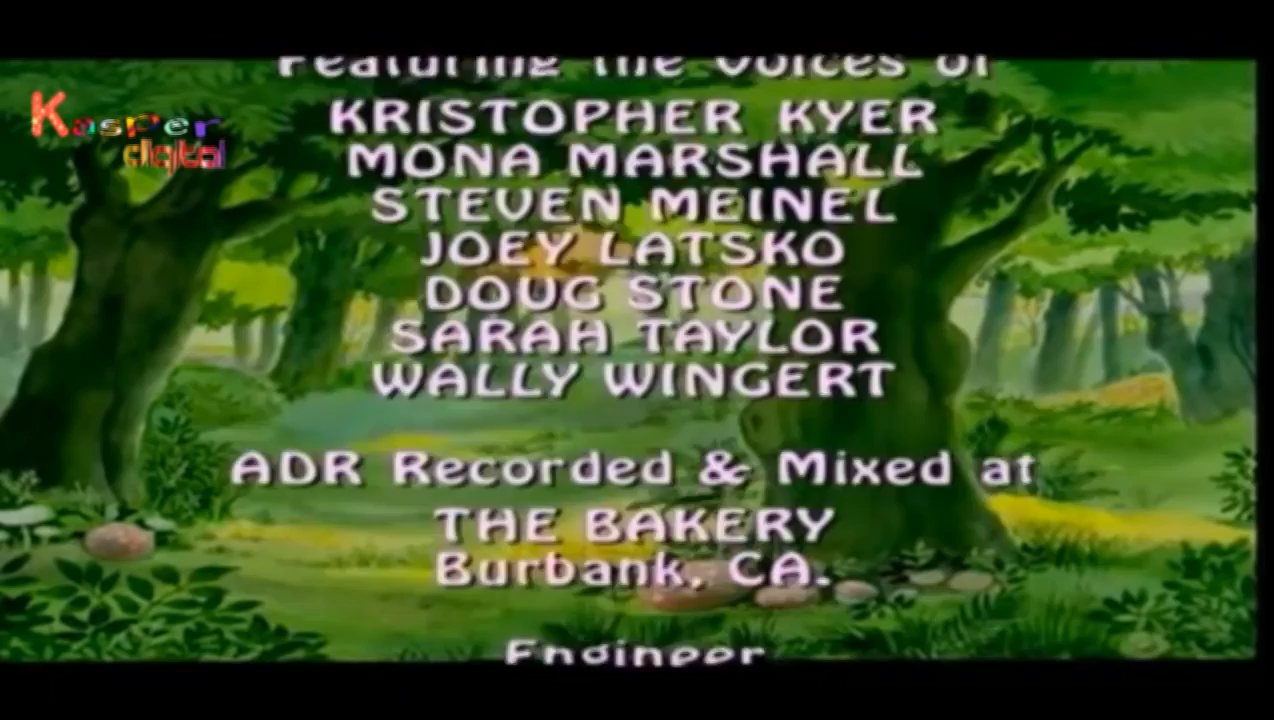 Featuring the Voices of
Kasper
digital
KRISTOPHER KYER
MONA MARSHALL
STEVEN MEINEL
JOEY LATSKO
DOUG STONE
SARAH TAYLOR
WALLY WINGERT
ADR Recorded & Mixed at
THE BAKERY
Burbank, CA.
Engineer